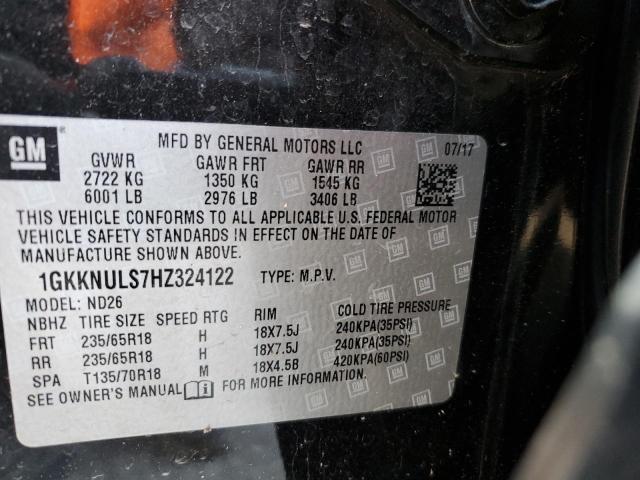 GM
MFD BY GENERAL MOTORS LLC 07/17
GVWR GAWR FRT GAWR RR
2722 KG 1350 KG 1545 KG
6001 LB 2976 LB 3406 LB
THIS VEHICLE CONFORMS TO ALL APPLICABLE U.S. FEDERAL MOTOR
VEHICLE SAFETY STANDARDS IN EFFECT ON THE DATE OF
MANUFACTURE SHOWN ABOVE.
1GKKNULS7HZ324122 TYPE: M.P.V.
MODEL: ND26
NBHZ TIRE SIZE SPEED RTG RIM COLD TIRE PRESSURE
FRT 235/65R18 H 18X7.5J 240KPA(35PSI)
RR 235/65R18 H 18X7.5J 240KPA(35PSI)
SPA T135/70R18 M 18X4.5B 420KPA(60PSI)
SEE OWNER'S MANUAL FOR MORE INFORMATION.